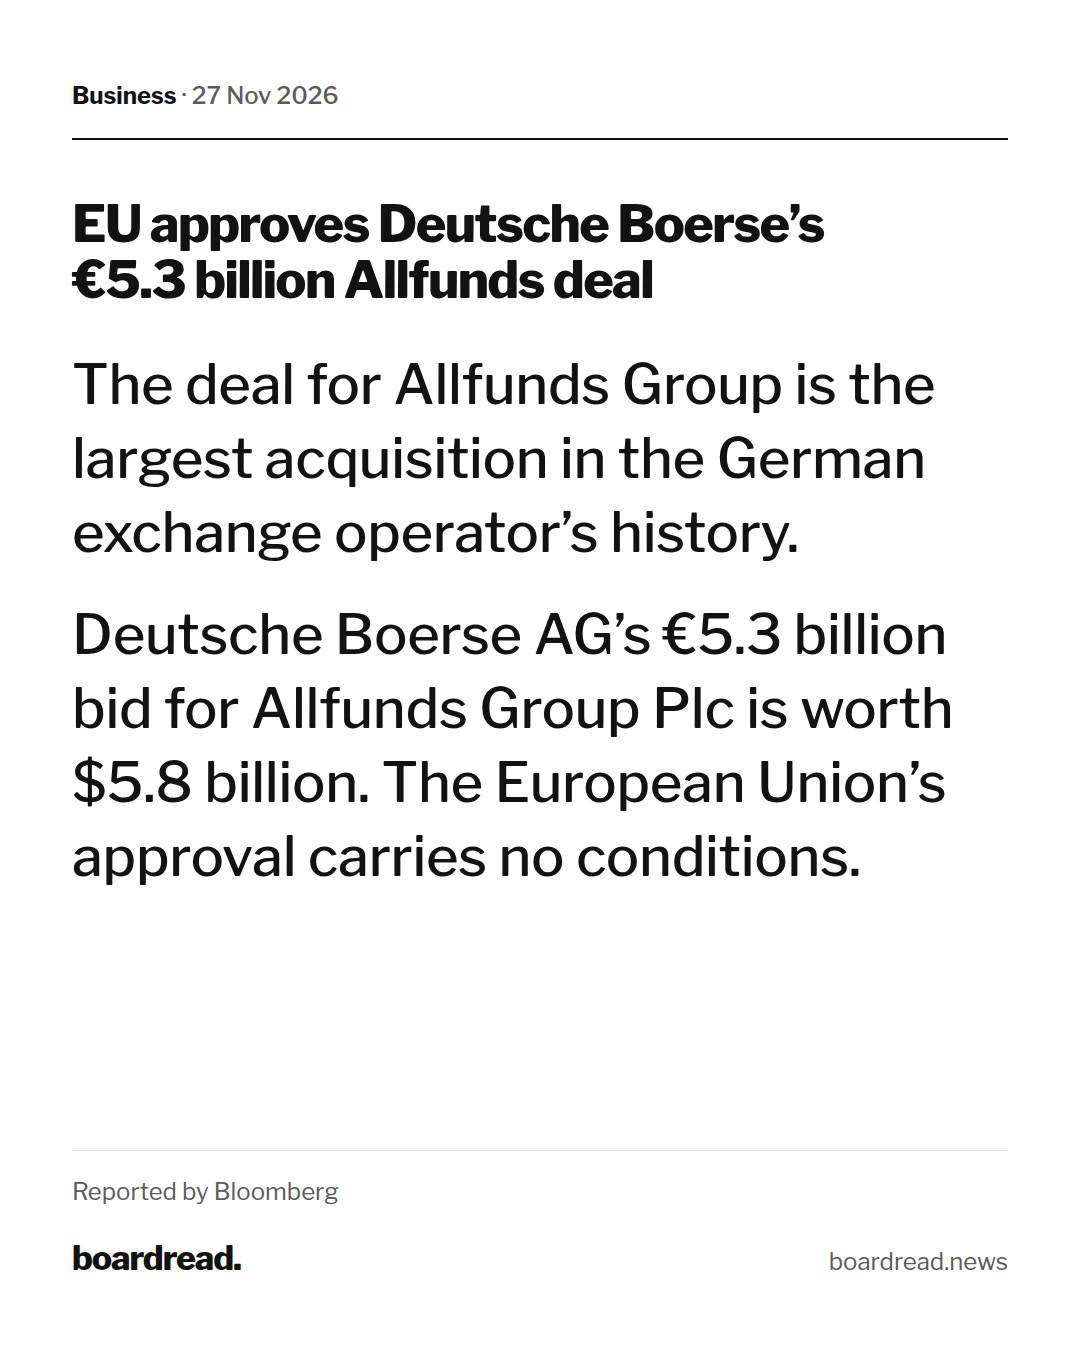 Business · 27 Nov 2026
EU approves Deutsche Boerse’s
€5.3 billion Allfunds deal
The deal for Allfunds Group is the
largest acquisition in the German
exchange operator’s history.
Deutsche Boerse AG’s €5.3 billion
bid for Allfunds Group Plc is worth
$5.8 billion. The European Union’s
approval carries no conditions.
Reported by Bloomberg
boardread.
boardread.news